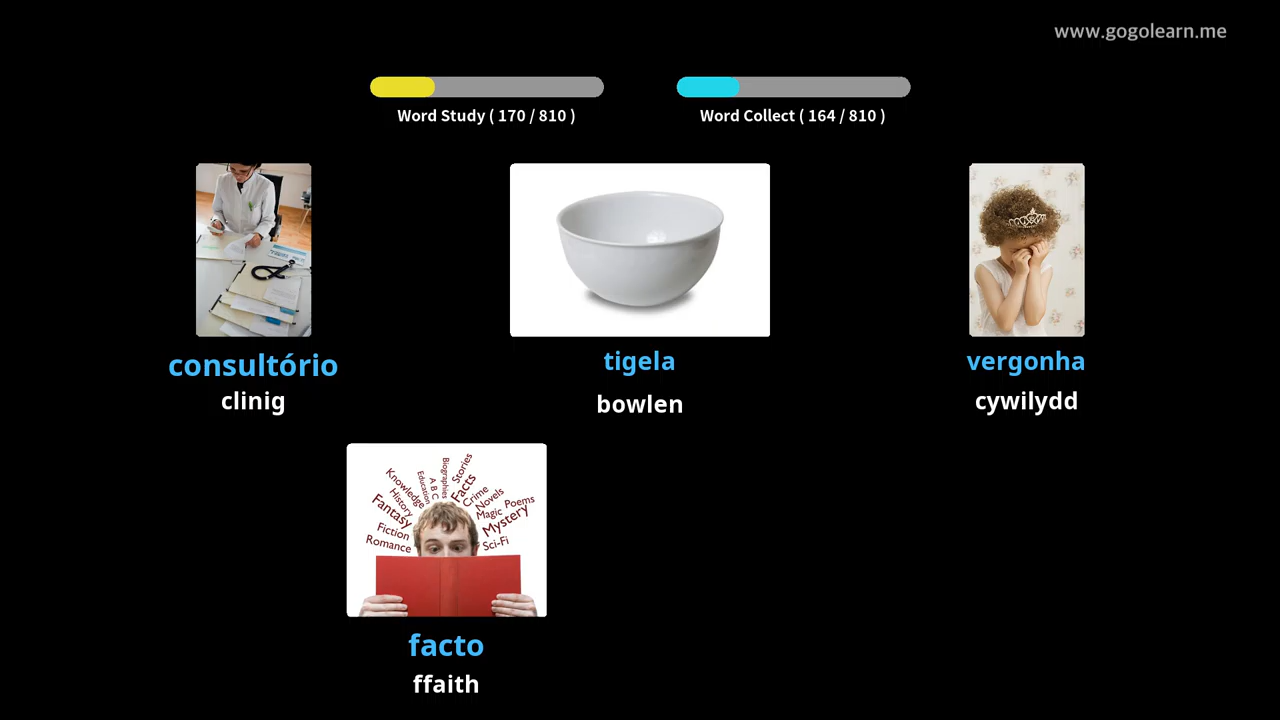 www.gogolearn.me
Word Study ( 170 / 810 )
Word Collect ( 164 / 810 )
consultório
clinig
tigela
bowlen
vergonha
cywilydd
Knowledge
History
Fantasy
Fiction
Romance
Education
A B C
Biographies
Stories
Facts
Crime
Novels
Magic
Poems
Mystery
Sci-Fi
facto
ffaith